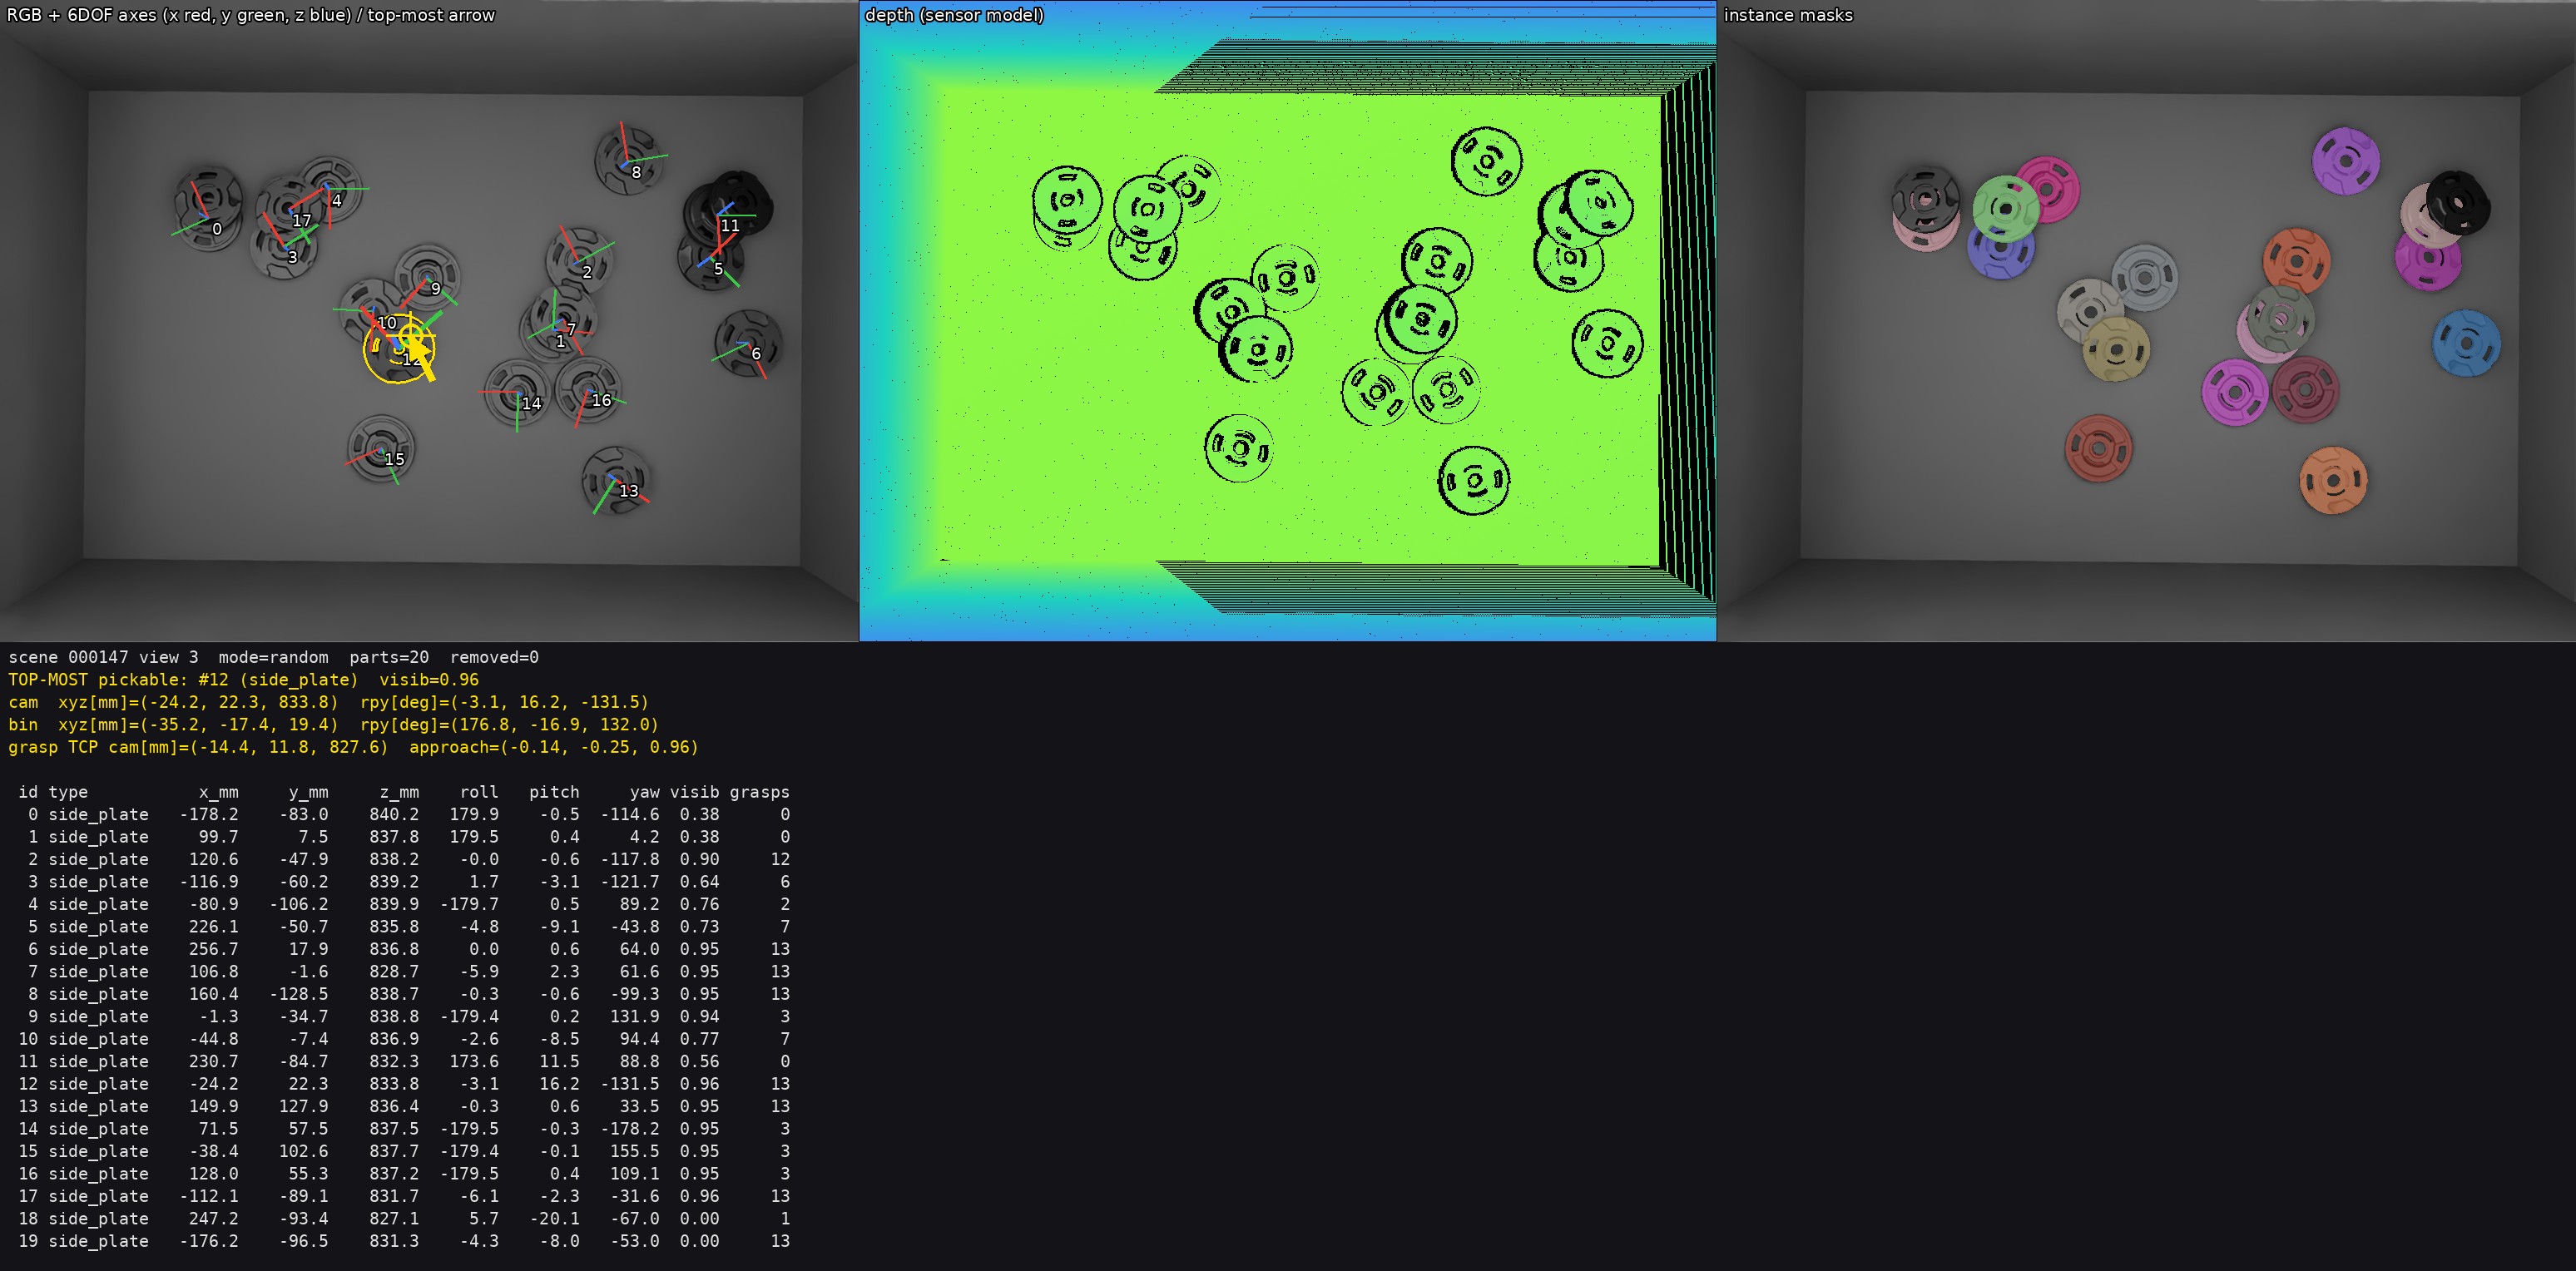 RGB + 6DOF axes (x red, y green, z blue) / top-most arrow
depth (sensor model)
instance masks
8
4
0
17
11
3
2
5
9
10
7
1
6
12
14
16
15
13
scene 000147 view 3 mode=random parts=20 removed=0
TOP-MOST pickable: #12 (side_plate) visib=0.96
cam xyz[mm]=(-24.2, 22.3, 833.8) rpy[deg]=(-3.1, 16.2, -131.5)
bin xyz[mm]=(-35.2, -17.4, 19.4) rpy[deg]=(176.8, -16.9, 132.0)
grasp TCP cam[mm]=(-14.4, 11.8, 827.6) approach=(-0.14, -0.25, 0.96)
id type x_mm y_mm z_mm roll pitch yaw visib grasps
0 side_plate -178.2 -83.0 840.2 179.9 -0.5 -114.6 0.38 0
1 side_plate 99.7 7.5 837.8 179.5 0.4 4.2 0.38 0
2 side_plate 120.6 -47.9 838.2 -0.0 -0.6 -117.8 0.90 12
3 side_plate -116.9 -60.2 839.2 1.7 -3.1 -121.7 0.64 6
4 side_plate -80.9 -106.2 839.9 -179.7 0.5 89.2 0.76 2
5 side_plate 226.1 -50.7 835.8 -4.8 -9.1 -43.8 0.73 7
6 side_plate 256.7 17.9 836.8 0.0 0.6 64.0 0.95 13
7 side_plate 106.8 -1.6 828.7 -5.9 2.3 61.6 0.95 13
8 side_plate 160.4 -128.5 838.7 -0.3 -0.6 -99.3 0.95 13
9 side_plate -1.3 -34.7 838.8 -179.4 0.2 131.9 0.94 3
10 side_plate -44.8 -7.4 836.9 -2.6 -8.5 94.4 0.77 7
11 side_plate 230.7 -84.7 832.3 173.6 11.5 88.8 0.56 0
12 side_plate -24.2 22.3 833.8 -3.1 16.2 -131.5 0.96 13
13 side_plate 149.9 127.9 836.4 -0.3 0.6 33.5 0.95 13
14 side_plate 71.5 57.5 837.5 -179.5 -0.3 -178.2 0.95 3
15 side_plate -38.4 102.6 837.7 -179.4 -0.1 155.5 0.95 3
16 side_plate 128.0 55.3 837.2 -179.5 0.4 109.1 0.95 3
17 side_plate -112.1 -89.1 831.7 -6.1 -2.3 -31.6 0.96 13
18 side_plate 247.2 -93.4 827.1 5.7 -20.1 -67.0 0.00 1
19 side_plate -176.2 -96.5 831.3 -4.3 -8.0 -53.0 0.00 13